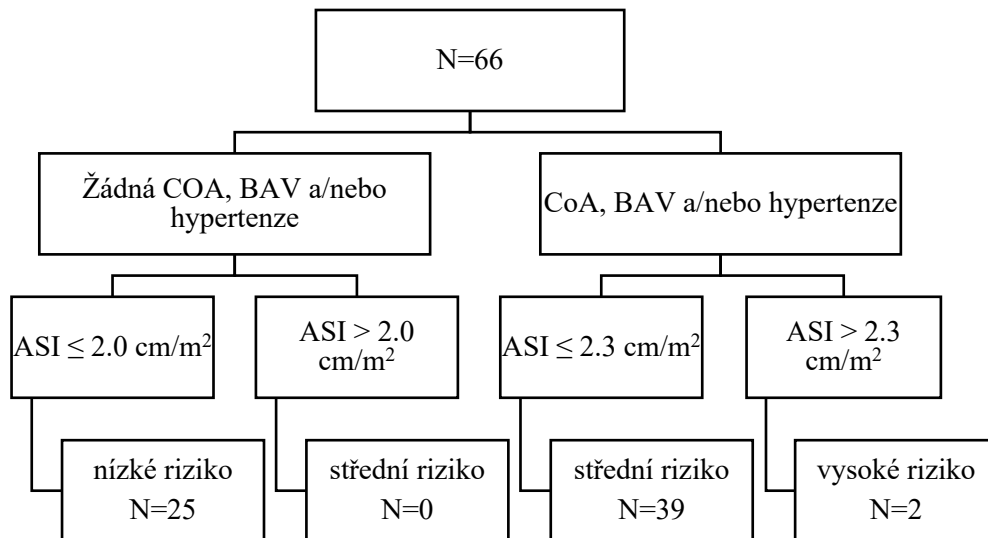 N=66
Žádná COA, BAV a/nebo
hypertenze
CoA, BAV a/nebo hypertenze
ASI ≤ 2.0 cm/m²
ASI > 2.0
cm/m²
ASI ≤ 2.3 cm/m²
ASI > 2.3
cm/m²
nízké riziko
N=25
střední riziko
N=0
střední riziko
N=39
vysoké riziko
N=2